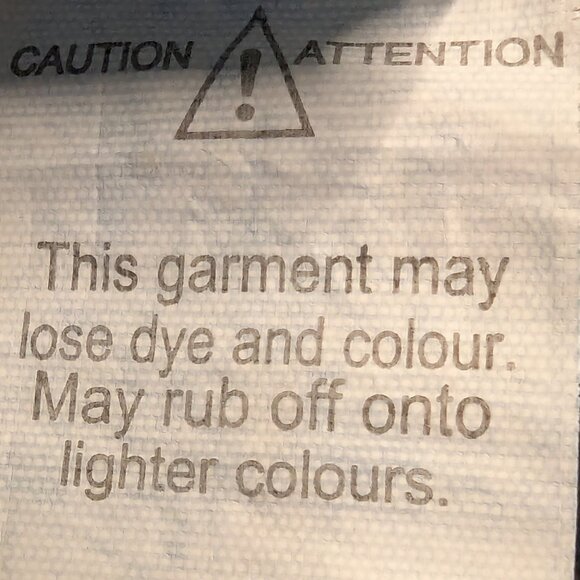 CAUTION ! ATTENTION
This garment may
lose dye and colour.
May rub off onto
lighter colours.